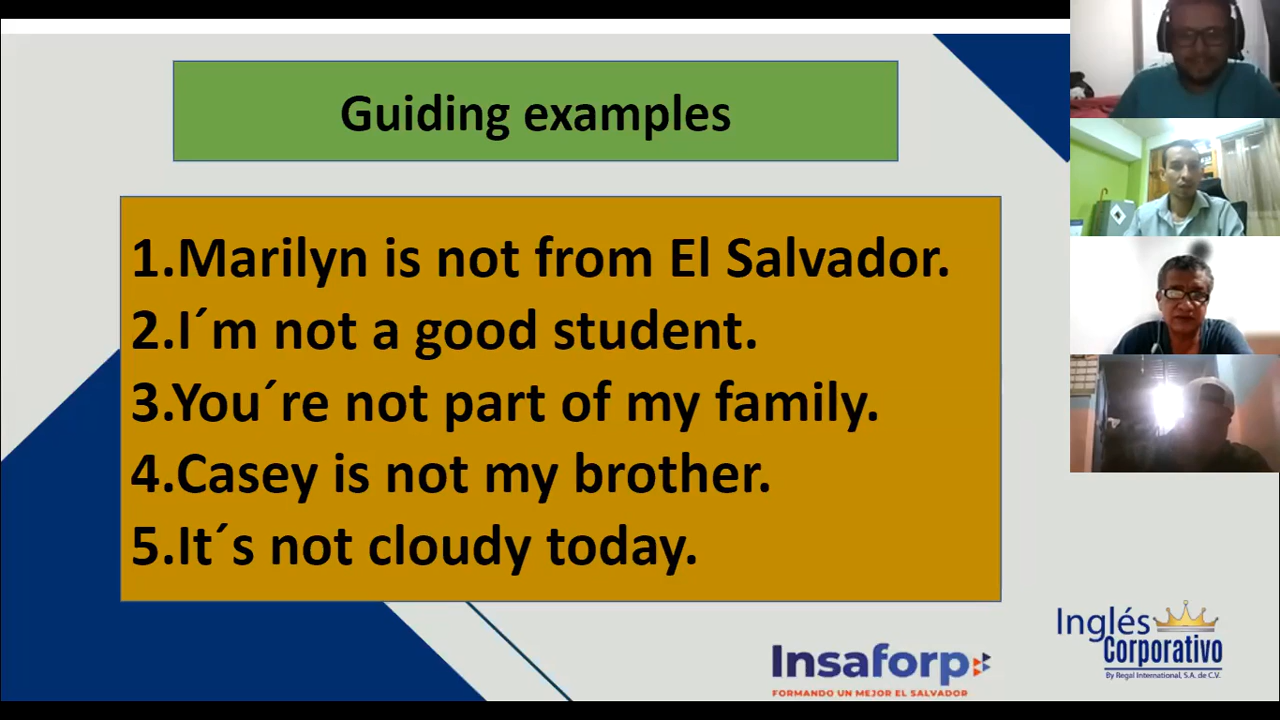 Guiding examples
1.Marilyn is not from El Salvador.
2.I´m not a good student.
3.You´re not part of my family.
4.Casey is not my brother.
5.It´s not cloudy today.
Insaforp
FORMANDO UN MEJOR EL SALVADOR
Inglés
Corporativo
By Regal International, S.A. de C.V.